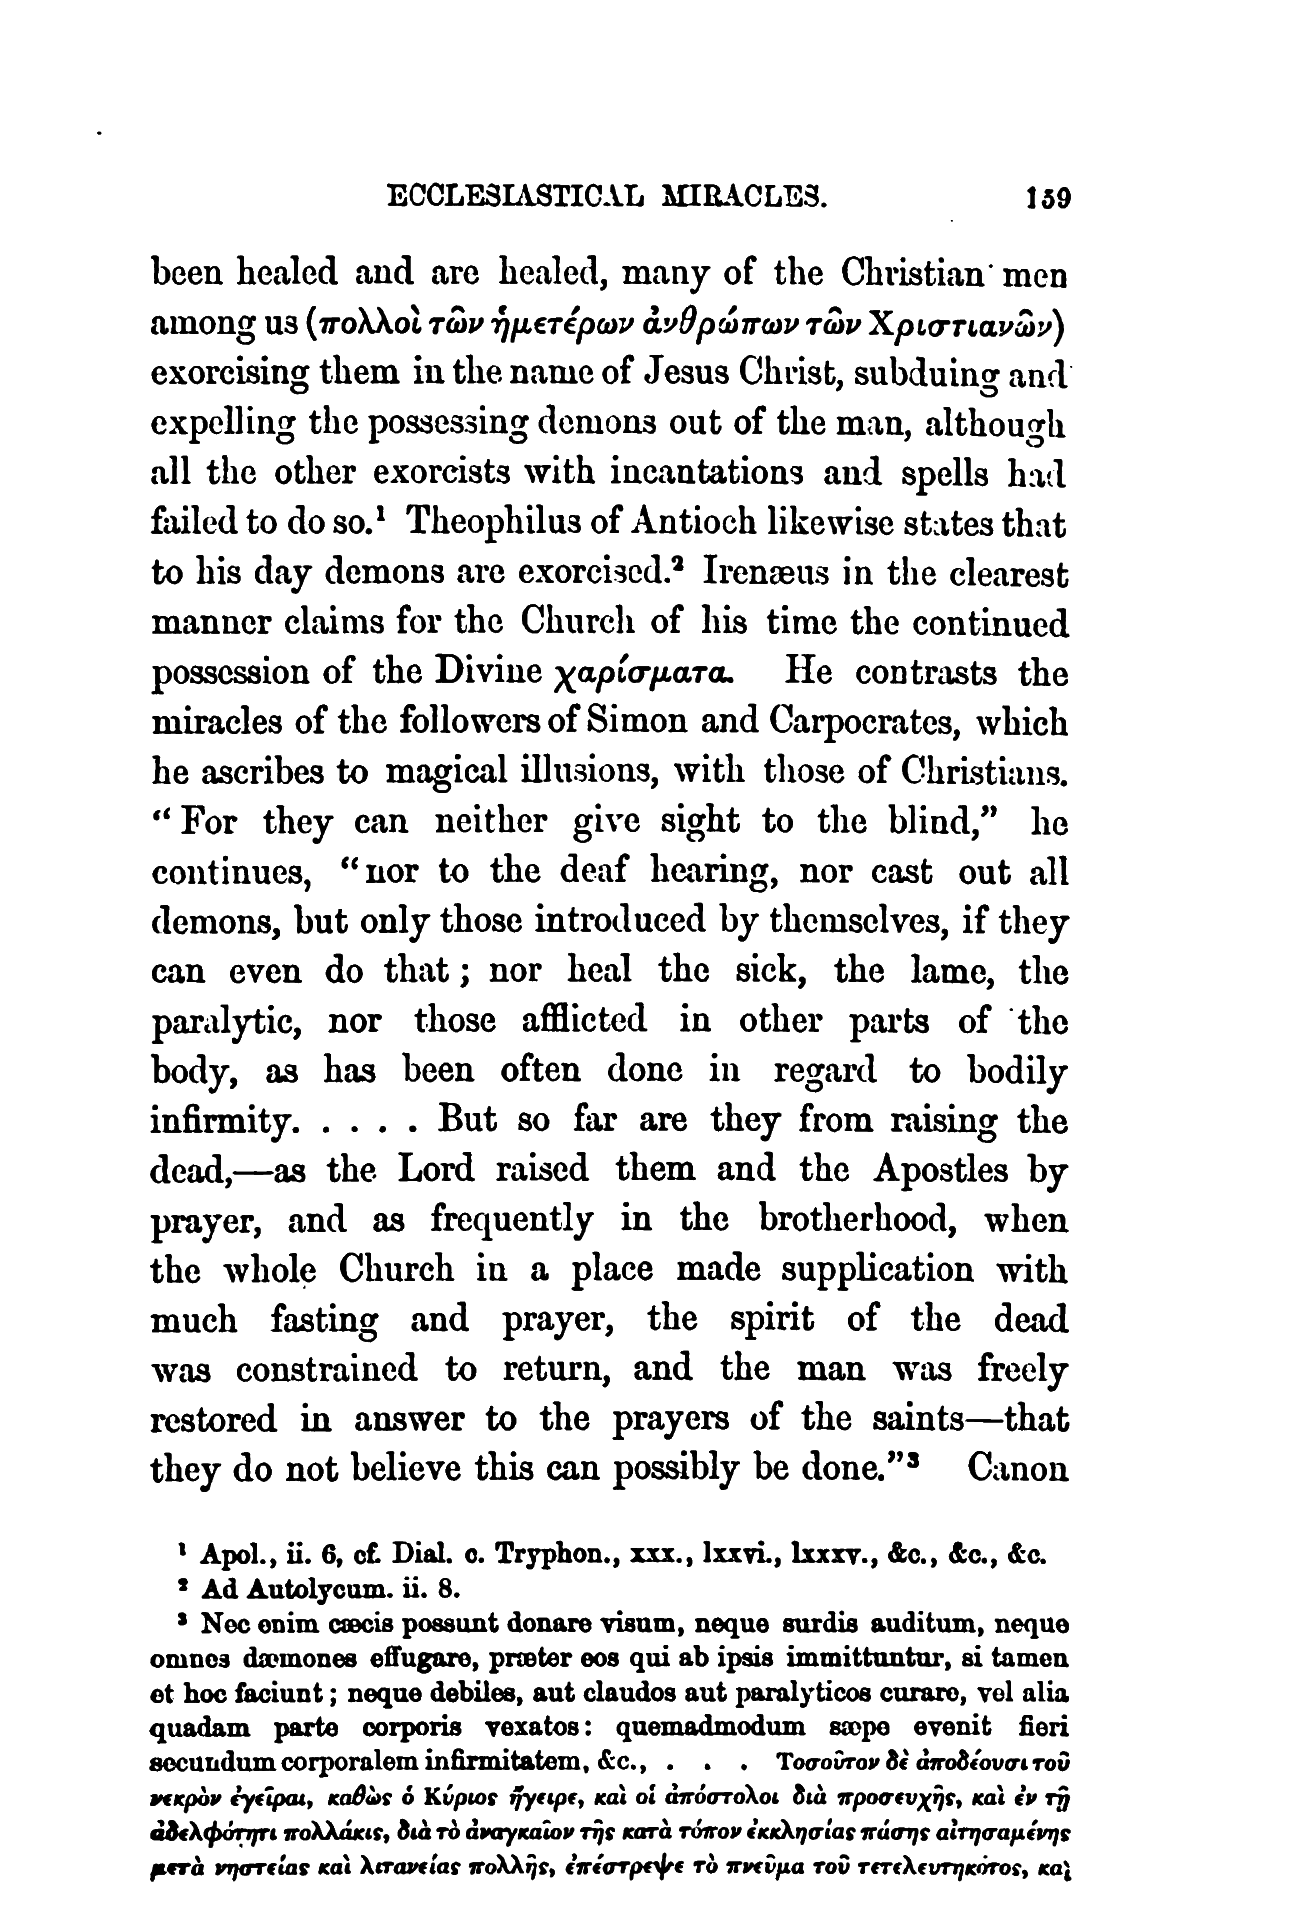 ECCLESIASTICAL MIRACLES. 159
been healed and are healed, many of the Christian men
among us (πολλοὶ τῶν ἡμετέρων ἀνθρώπων τῶν Χριστιανῶν)
exorcising them in the name of Jesus Christ, subduing and
expelling the possessing demons out of the man, although
all the other exorcists with incantations and spells had
failed to do so.¹ Theophilus of Antioch likewise states that
to his day demons are exorcised.² Irenæus in the clearest
manner claims for the Church of his time the continued
possession of the Divine χαρίσματα. He contrasts the
miracles of the followers of Simon and Carpocrates, which
he ascribes to magical illusions, with those of Christians.
“For they can neither give sight to the blind,” he
continues, “nor to the deaf hearing, nor cast out all
demons, but only those introduced by themselves, if they
can even do that; nor heal the sick, the lame, the
paralytic, nor those afflicted in other parts of the
body, as has been often done in regard to bodily
infirmity. . . . . But so far are they from raising the
dead,—as the Lord raised them and the Apostles by
prayer, and as frequently in the brotherhood, when
the whole Church in a place made supplication with
much fasting and prayer, the spirit of the dead
was constrained to return, and the man was freely
restored in answer to the prayers of the saints—that
they do not believe this can possibly be done.”³ Canon
¹ Apol., ii. 6, cf. Dial. c. Tryphon., xxx., lxxvi., lxxxv., &c., &c., &c.
² Ad Autolycum. ii. 8.
³ Nec enim cæcis possunt donare visum, neque surdis auditum, neque
omnes dæmones effugare, præter eos qui ab ipsis immittuntur, si tamen
et hoc faciunt; neque debiles, aut claudos aut paralyticos curare, vel alia
quadam parte corporis vexatos: quemadmodum sæpe evenit fieri
secundum corporalem infirmitatem, &c., . . . Τοσοῦτον δὲ ἀποδέουσι τοῦ
νεκρὸν ἐγεῖραι, καθὼς ὁ Κύριος ἤγειρε, καὶ οἱ ἀπόστολοι διὰ προσευχῆς, καὶ ἐν τῇ
ἀδελφότητι πολλάκις, διὰ τὸ ἀναγκαῖον τῆς κατὰ τόπον ἐκκλησίας πάσης αἰτησαμένης
μετὰ νηστείας καὶ λιτανείας πολλῆς, ἐπέστρεψε τὸ πνεῦμα τοῦ τετελευτηκότος, καὶ